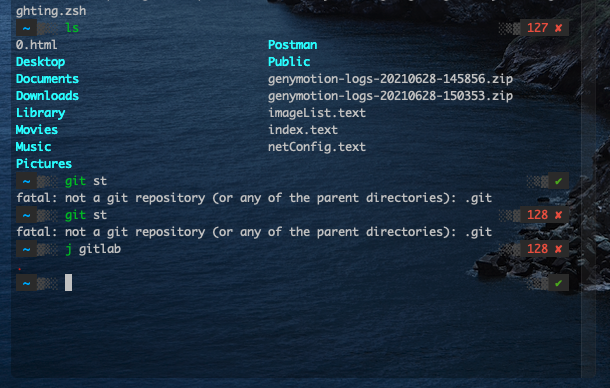 ghting.zsh
~ ls 127 ✘
0.html Postman
Desktop Public
Documents genymotion-logs-20210628-145856.zip
Downloads genymotion-logs-20210628-150353.zip
Library imageList.text
Movies index.text
Music netConfig.text
Pictures
~ git st ✔
fatal: not a git repository (or any of the parent directories): .git
~ git st 128 ✘
fatal: not a git repository (or any of the parent directories): .git
~ j gitlab 128 ✘
.
~ ✔